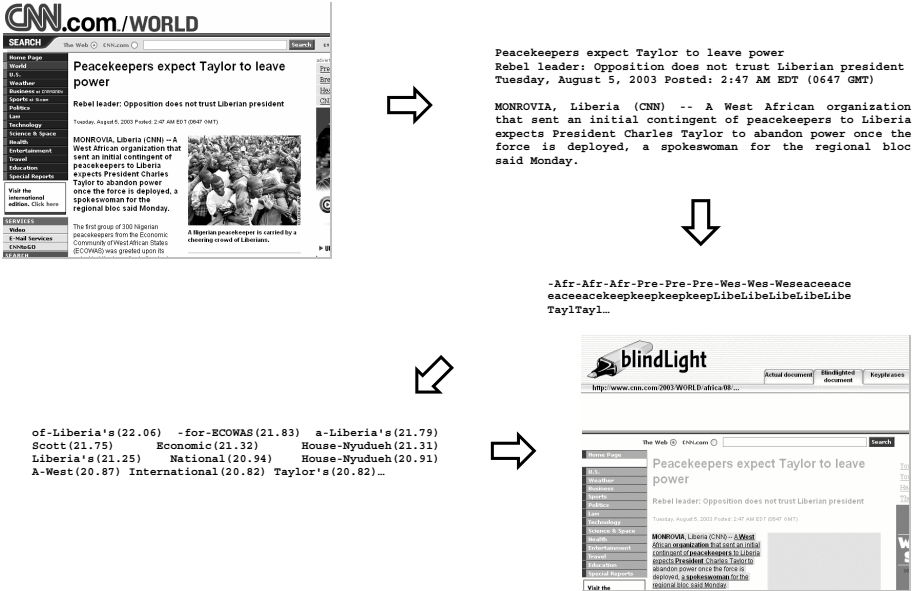 CNN.com./WORLD
SEARCH
The Web
CNN.com
Search
Home Page
World
U.S.
Weather
Business
Sports
Politics
Law
Technology
Science & Space
Health
Entertainment
Travel
Education
Special Reports
Visit the
international
edition. Click here
SERVICES
Video
E-Mail Services
CNNtoGO
SEARCH
Peacekeepers expect Taylor to leave
power
Rebel leader: Opposition does not trust Liberian president
Tuesday, August 5, 2003 Posted: 2:47 AM EDT (0647 GMT)
MONROVIA, Liberia (CNN) -- A
West African organization that
sent an initial contingent of
peacekeepers to Liberia
expects President Charles
Taylor to abandon power
once the force is deployed, a
spokeswoman for the
regional bloc said Monday.
The first group of 300 Nigerian
peacekeepers from the Economic
Community of West African States
(ECOWAS) was greeted upon its
A Nigerian peacekeeper is carried by a
cheering crowd of Liberians.
Peacekeepers expect Taylor to leave power
Rebel leader: Opposition does not trust Liberian president
Tuesday, August 5, 2003 Posted: 2:47 AM EDT (0647 GMT)
MONROVIA, Liberia (CNN) -- A West African organization
that sent an initial contingent of peacekeepers to Liberia
expects President Charles Taylor to abandon power once the
force is deployed, a spokeswoman for the regional bloc
said Monday.
-Afr-Afr-Afr-Pre-Pre-Pre-Wes-Wes-Weseaceeace
eaceeacekeepkeepkeepkeepLibeLibeLibeLibeLibe
TaylTayl…
of-Liberia's(22.06) -for-ECOWAS(21.83) a-Liberia's(21.79)
Scott(21.75) Economic(21.32) House-Nyudueh(21.31)
Liberia's(21.25) National(20.94) House-Nyudueh(20.91)
A-West(20.87) International(20.82) Taylor's(20.82)…
blindLight
Actual document
Blindlighted
document
Keyphrases
http://www.cnn.com/2003/WORLD/africa/08/...
The Web
CNN.com
Search
Home Page
U.S.
Weather
Business
Sports
Politics
Law
Technology
Science & Space
Health
Entertainment
Travel
Education
Special Reports
Visit the
Peacekeepers expect Taylor to leave
power
Rebel leader: Opposition does not trust Liberian president
Tuesday, August 5, 2003 Posted: 2:47 AM EDT (0647 GMT)
MONROVIA, Liberia (CNN) -- A West
African organization that sent an initial
contingent of peacekeepers to Liberia
expects President Charles Taylor to
abandon power once the force is
deployed, a spokeswoman for the
regional bloc said Monday.